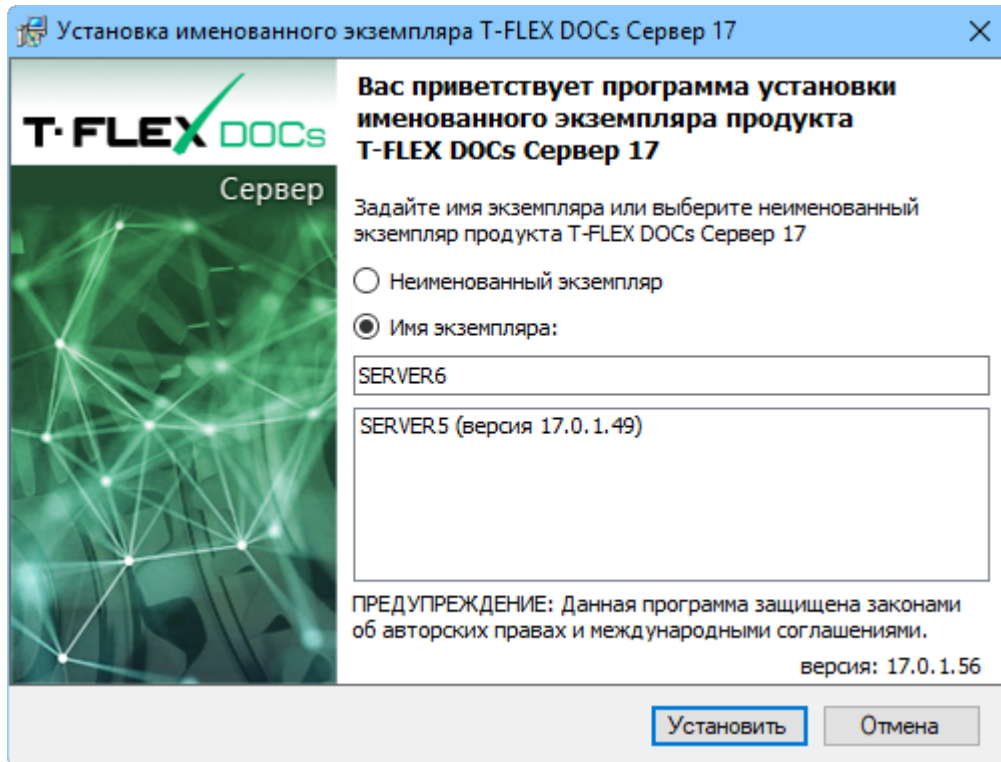 Установка именованного экземпляра T-FLEX DOCs Сервер 17
T-FLEX DOCs
Сервер
Вас приветствует программа установки
именованного экземпляра продукта
T-FLEX DOCs Сервер 17
Задайте имя экземпляра или выберите неименованный
экземпляр продукта T-FLEX DOCs Сервер 17
Неименованный экземпляр
Имя экземпляра:
SERVER6
SERVER5 (версия 17.0.1.49)
ПРЕДУПРЕЖДЕНИЕ: Данная программа защищена законами
об авторских правах и международными соглашениями.
версия: 17.0.1.56
Установить
Отмена